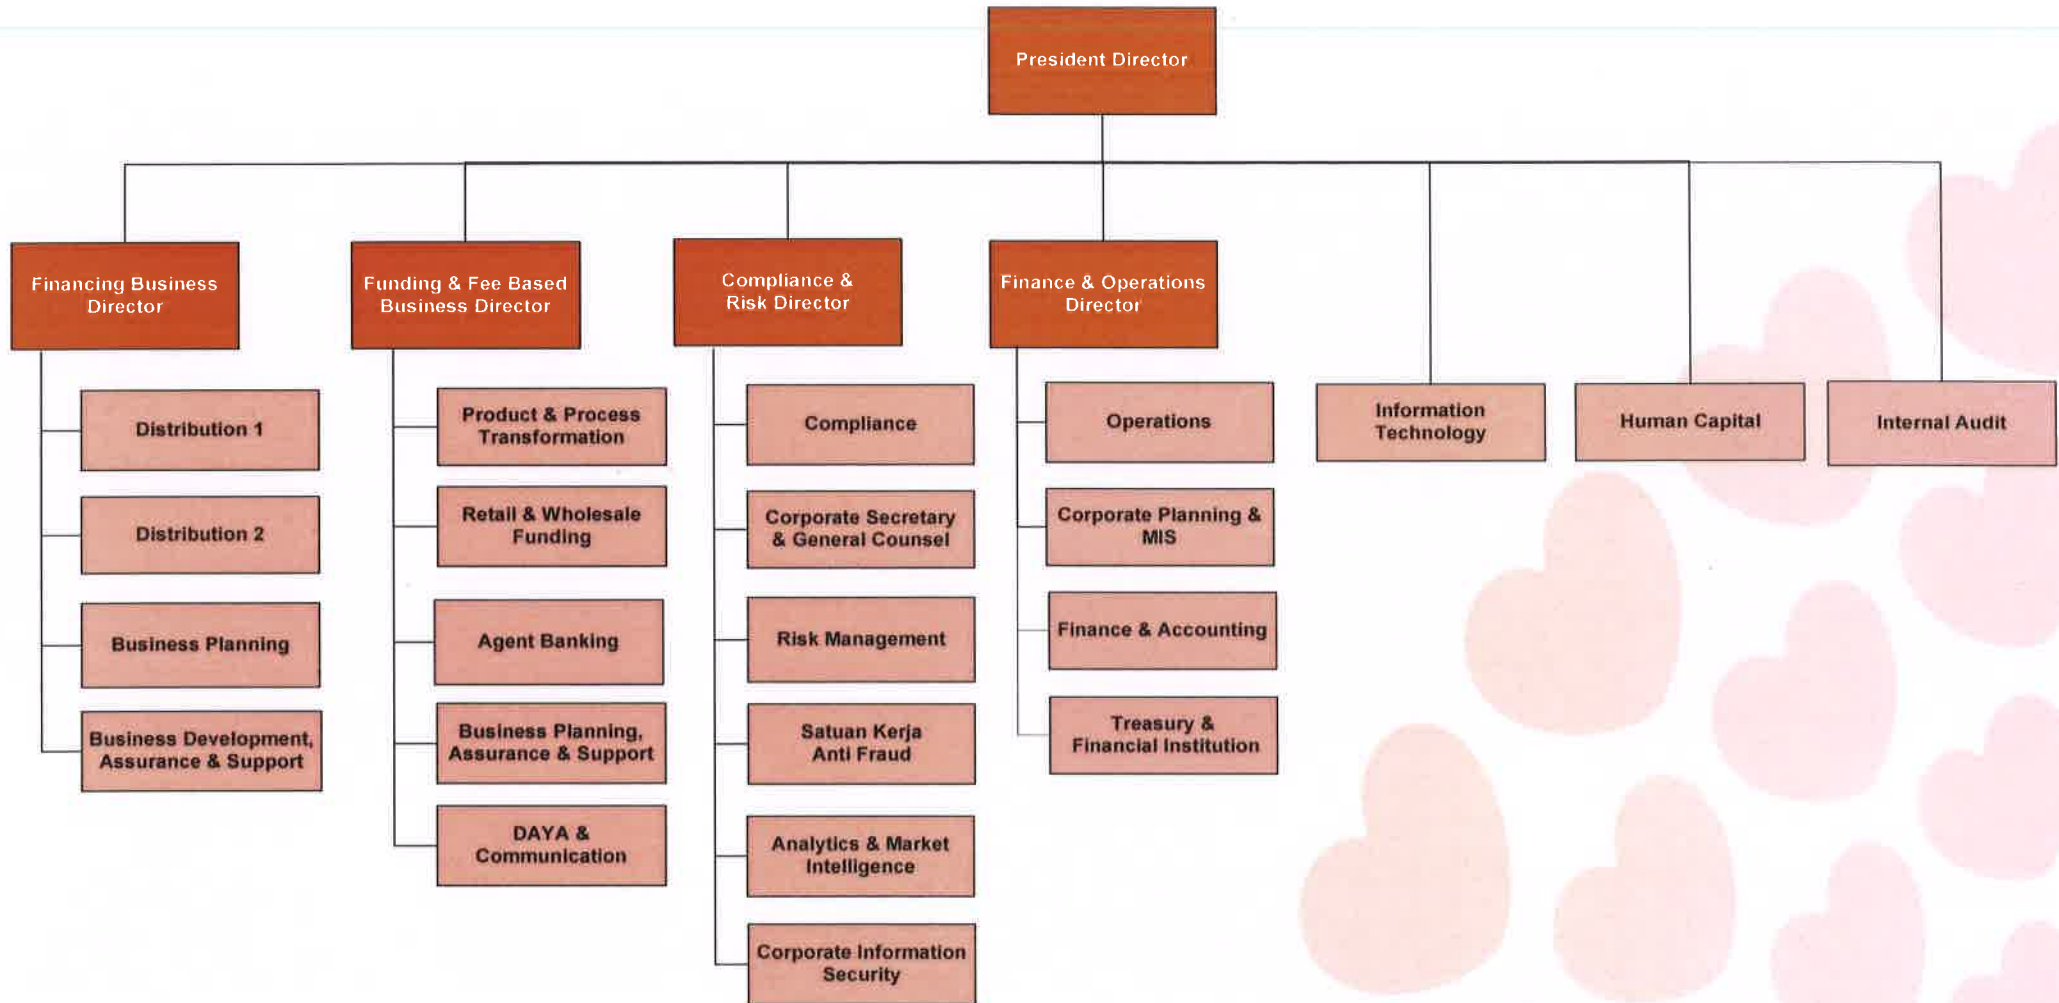 President Director
Financing Business
Director
Funding & Fee Based
Business Director
Compliance &
Risk Director
Finance & Operations
Director
Distribution 1
Distribution 2
Business Planning
Business Development,
Assurance & Support
Product & Process
Transformation
Retail & Wholesale
Funding
Agent Banking
Business Planning,
Assurance & Support
DAYA &
Communication
Compliance
Corporate Secretary
& General Counsel
Risk Management
Satuan Kerja
Anti Fraud
Analytics & Market
Intelligence
Corporate Information
Security
Operations
Corporate Planning &
MIS
Finance & Accounting
Treasury &
Financial Institution
Information
Technology
Human Capital
Internal Audit